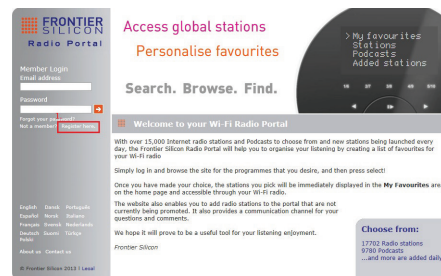 FRONTIER
SILICON
Radio Portal
Member Login
Email address
Password
Forgot your password?
Not a member? Register here.
English Dansk Português
Español Norsk Italiano
Français Svensk Nederlands
Deutsch Suomi Türkçe
Polski
About us Contact us
© Frontier Silicon 2013 | Legal
Access global stations
Personalise favourites
Search. Browse. Find.
>My favourites
Stations
Podcasts
Added stations
Welcome to your Wi-Fi Radio Portal
With over 15,000 Internet radio stations and Podcasts to choose from and new stations being launched every
day, the Frontier Silicon Radio Portal will help you to organise your listening by creating a list of favourites for
your Wi-Fi radio
Simply log in and browse the site for the programmes that you desire, and then press select!
Once you have made your choice, the stations you pick will be immediately displayed in the My Favourites area
on the home page and accessible through your Wi-Fi radio.
The website also enables you to add radio stations to the portal that are not
currently being promoted. It also provides a communication channel for your
questions and comments.
We hope it will prove to be a useful tool for your listening enjoyment.
Frontier Silicon
Choose from:
17702 Radio stations
9780 Podcasts
...and more are added daily